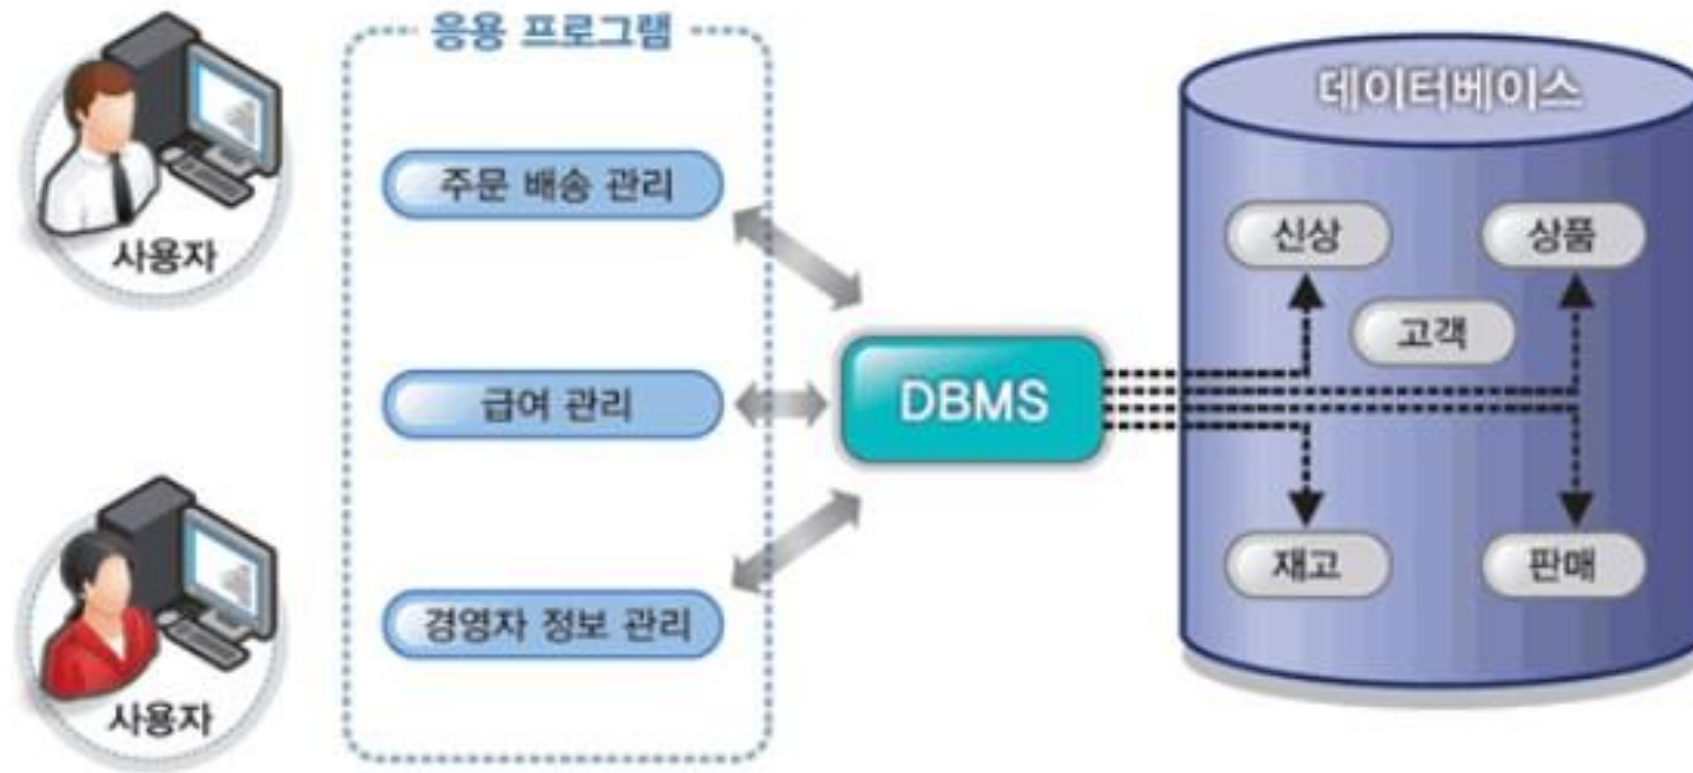 응용 프로그램
데이터베이스
사용자
주문 배송 관리
신상
상품
고객
급여 관리
DBMS
재고
판매
경영자 정보 관리
사용자